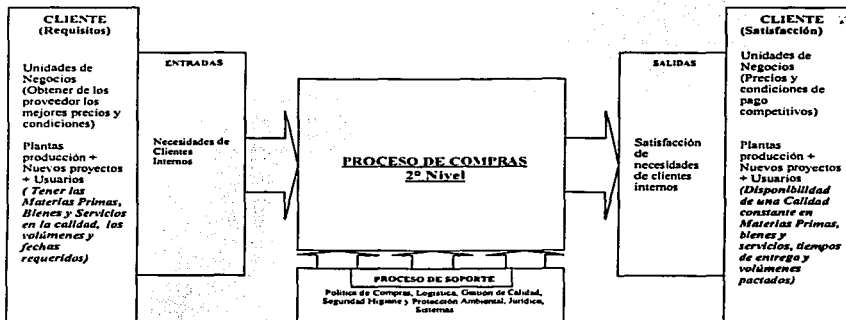 CLIENTE
(Requisitos)
Unidades de
Negocios
(Obtener de los
proveedor los
mejores precios y
condiciones)
Plantas
producción +
Nuevos proyectos
+ Usuarios
( Tener las
Materias Primas,
Bienes y Servicios
en la calidad, los
volúmenes y
fechas
requeridos)
ENTRADAS
Necesidades de
Clientes
Internos
PROCESO DE COMPRAS
2º Nivel
PROCESO DE SOPORTE
Política de Compras, Logística, Gestión de Calidad,
Seguridad Higiene y Protección Ambiental, Jurídico,
Sistemas
SALIDAS
Satisfacción
de
necesidades
de clientes
internos
CLIENTE
(Satisfacción)
Unidades de
Negocios
(Precios y
condiciones de
pago
competitivos)
Plantas
producción +
Nuevos proyectos
+ Usuarios
(Disponibilidad
de una Calidad
constante en
Materias Primas,
bienes y
servicios, tiempos
de entrega y
volúmenes
pactados)